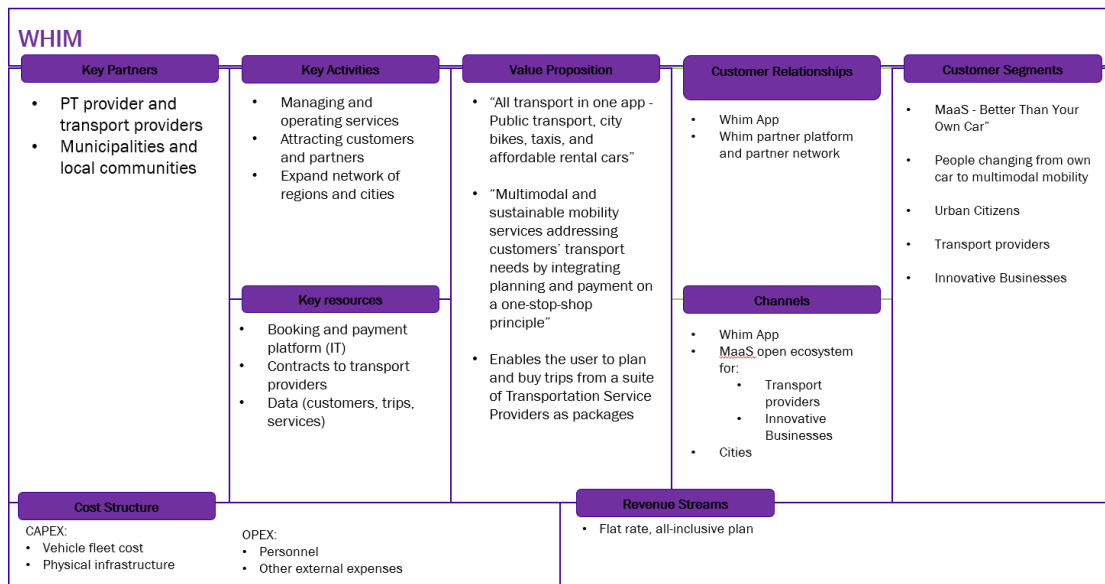 WHIM
Key Partners
• PT provider and
transport providers
• Municipalities and
local communities
Key Activities
• Managing and
operating services
• Attracting customers
and partners
• Expand network of
regions and cities
Key resources
• Booking and payment
platform (IT)
• Contracts to transport
providers
• Data (customers, trips,
services)
Value Proposition
• “All transport in one app -
Public transport, city
bikes, taxis, and
affordable rental cars”
• “Multimodal and
sustainable mobility
services addressing
customers’ transport
needs by integrating
planning and payment on
a one-stop-shop
principle”
• Enables the user to plan
and buy trips from a suite
of Transportation Service
Providers as packages
Customer Relationships
• Whim App
• Whim partner platform
and partner network
Channels
• Whim App
• MaaS open ecosystem
for:
• Transport
providers
• Innovative
Businesses
• Cities
Customer Segments
• MaaS - Better Than Your
Own Car”
• People changing from own
car to multimodal mobility
• Urban Citizens
• Transport providers
• Innovative Businesses
Cost Structure
CAPEX:
• Vehicle fleet cost
• Physical infrastructure
OPEX:
• Personnel
• Other external expenses
Revenue Streams
• Flat rate, all-inclusive plan